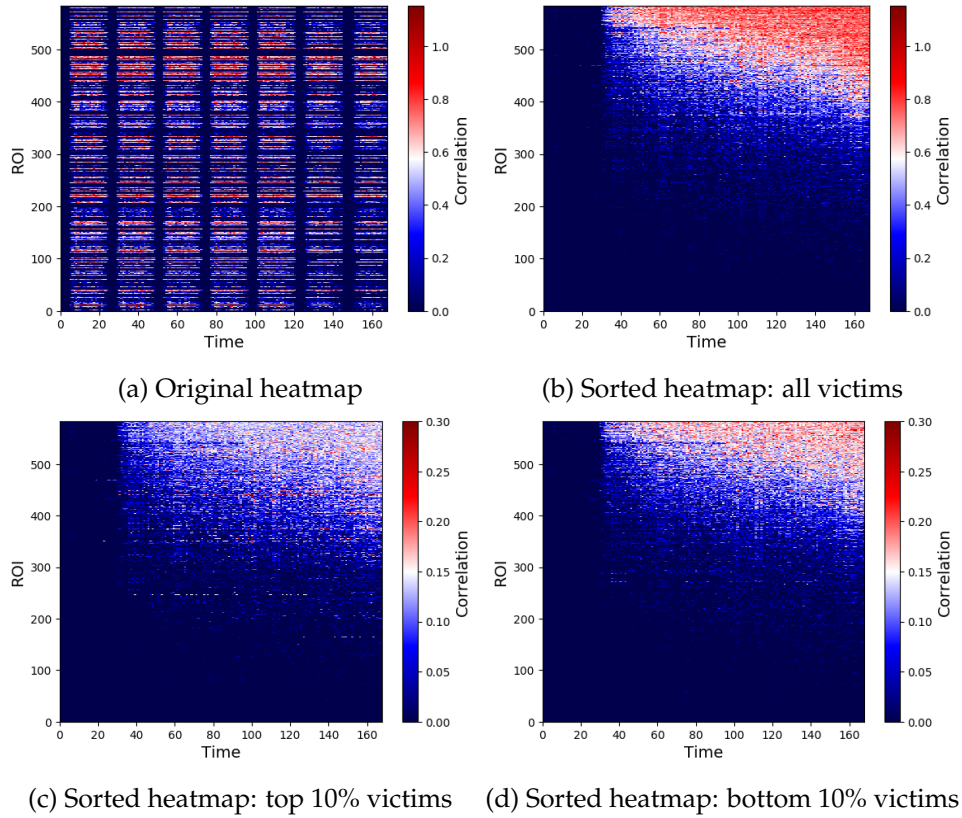 500
400
300
200
100
0
ROI
0 20 40 60 80 100 120 140 160
Time
1.0
0.8
0.6
0.4
0.2
0.0
Correlation
(a) Original heatmap
500
400
300
200
100
0
ROI
0 20 40 60 80 100 120 140 160
Time
1.0
0.8
0.6
0.4
0.2
0.0
Correlation
(b) Sorted heatmap: all victims
500
400
300
200
100
0
ROI
0 20 40 60 80 100 120 140 160
Time
0.30
0.25
0.20
0.15
0.10
0.05
0.00
Correlation
(c) Sorted heatmap: top 10% victims
500
400
300
200
100
0
ROI
0 20 40 60 80 100 120 140 160
Time
0.30
0.25
0.20
0.15
0.10
0.05
0.00
Correlation
(d) Sorted heatmap: bottom 10% victims